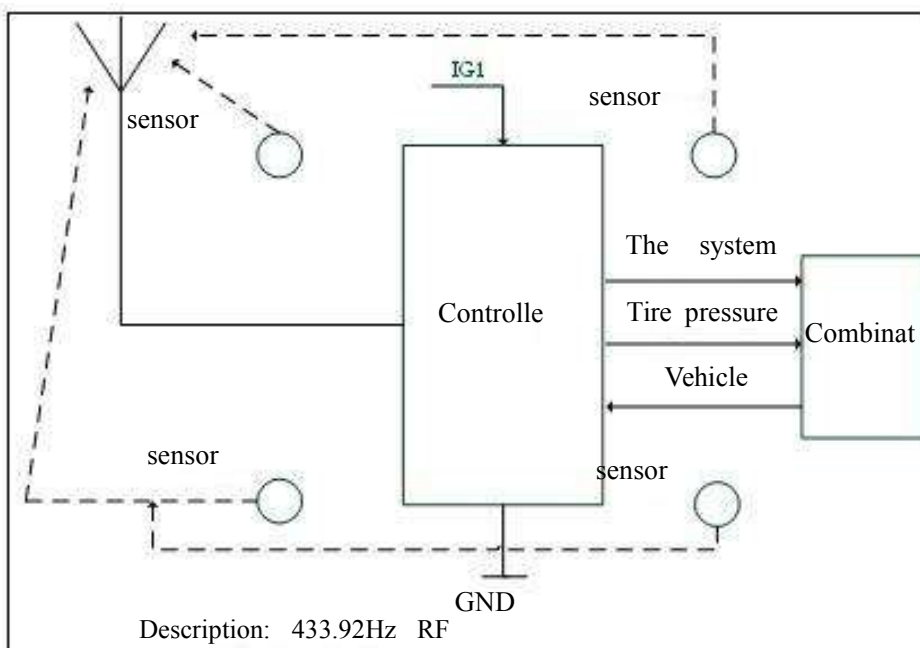 IG1
sensor
sensor
The system
Tire pressure
Controlle
Combinat
Vehicle
sensor
sensor
GND
Description: 433.92Hz RF